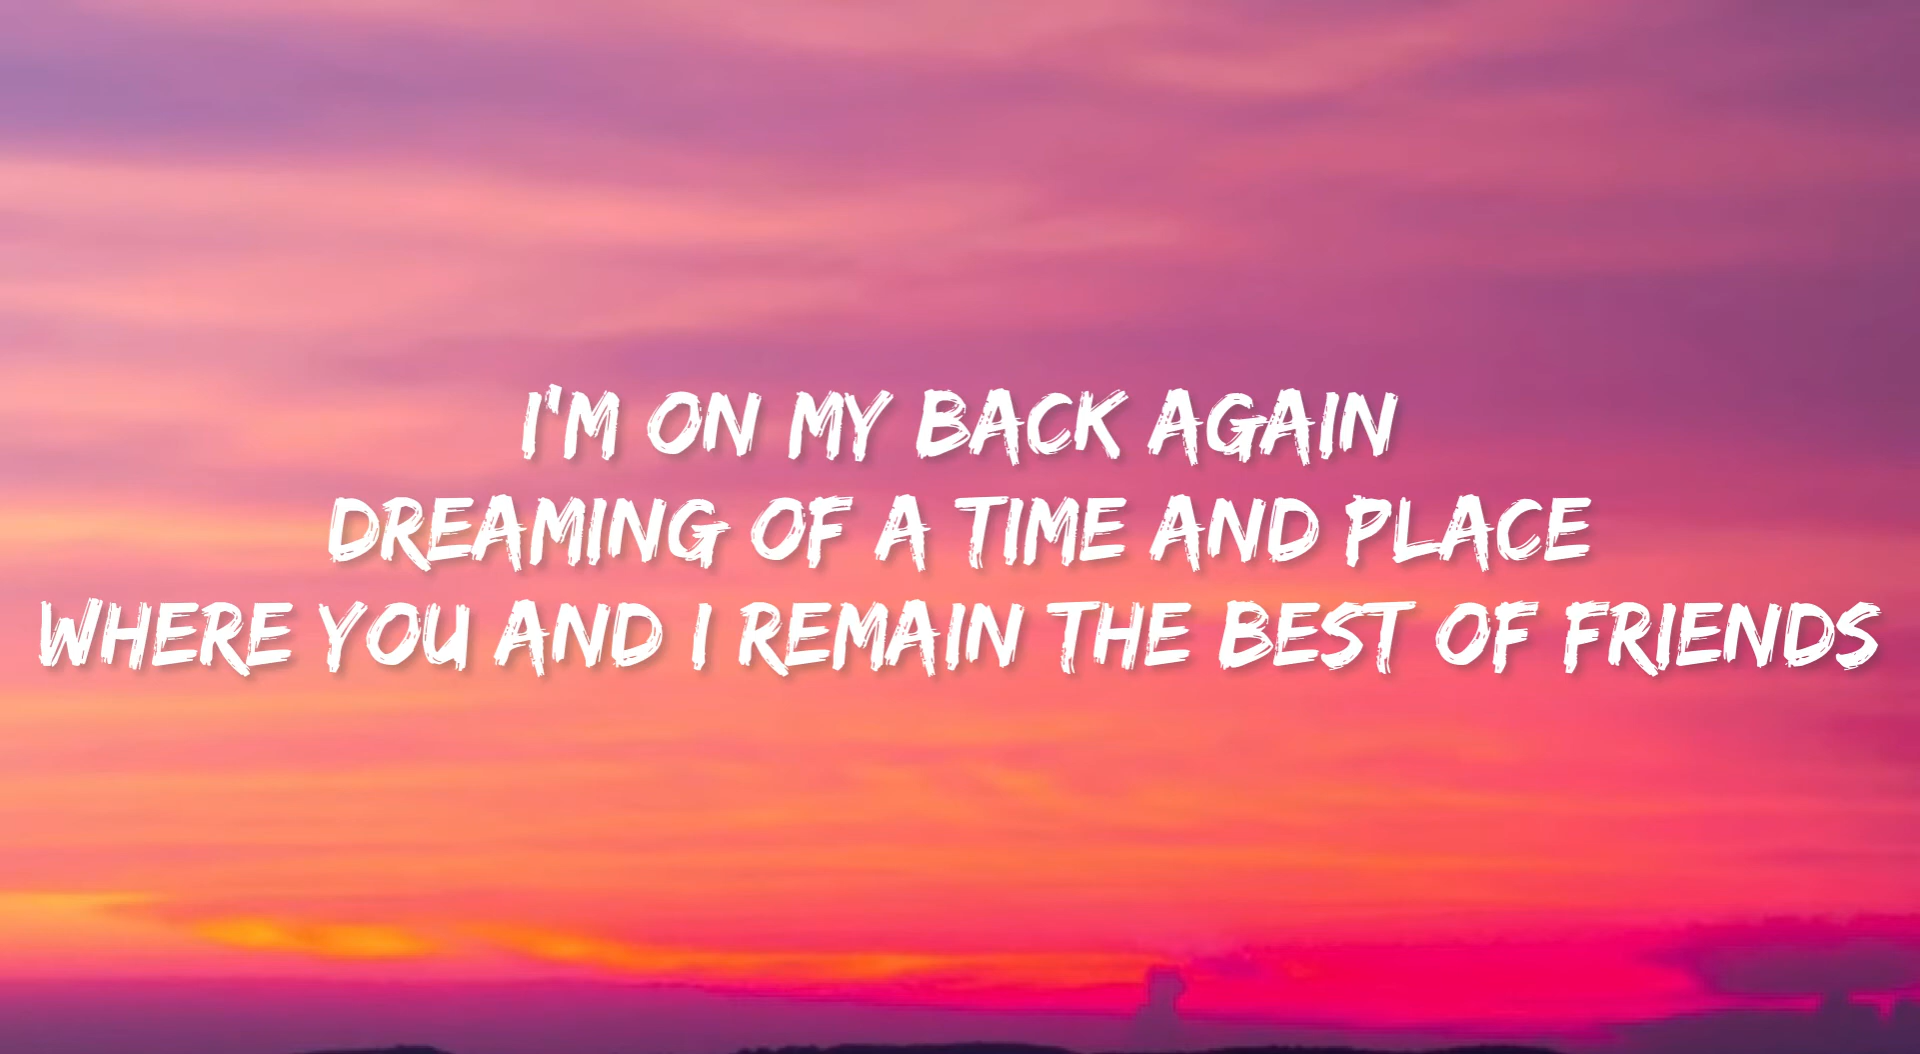 I'M ON MY BACK AGAIN
DREAMING OF A TIME AND PLACE
WHERE YOU AND I REMAIN THE BEST OF FRIENDS